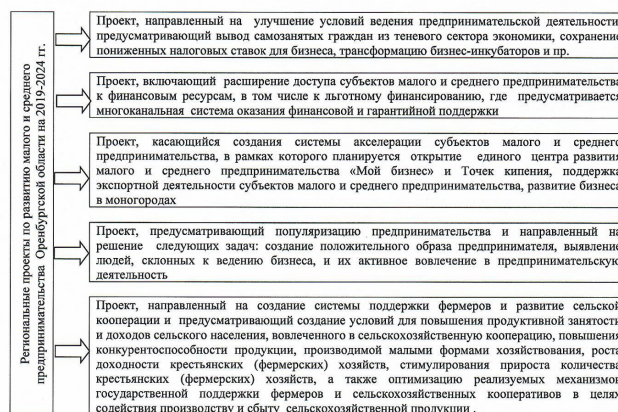 Региональные проекты по развитию малого и среднего
предпринимательства Оренбургской области на 2019-2024 гг.
Проект, направленный на улучшение условий ведения предпринимательской деятельности
предусматривающий вывод самозанятых граждан из теневого сектора экономики, сохранение
пониженных налоговых ставок для бизнеса, трансформацию бизнес-инкубаторов и пр.
Проект, включающий расширение доступа субъектов малого и среднего предпринимательства
к финансовым ресурсам, в том числе к льготному финансированию, где предусматривается
многоканальная система оказания финансовой и гарантийной поддержки
Проект, касающийся создания системы акселерации субъектов малого и среднего
предпринимательства, в рамках которого планируется открытие единого центра развития
малого и среднего предпринимательства «Мой бизнес» и Точек кипения, поддержка
экспортной деятельности субъектов малого и среднего предпринимательства, развитие бизнеса
в моногородах
Проект, предусматривающий популяризацию предпринимательства и направленный на
решение следующих задач: создание положительного образа предпринимателя, выявление
людей, склонных к ведению бизнеса, и их активное вовлечение в предпринимательскую
деятельность
Проект, направленный на создание системы поддержки фермеров и развитие сельской
кооперации и предусматривающий создание условий для повышения продуктивной занятости
и доходов сельского населения, вовлеченного в сельскохозяйственную кооперацию, повышения
конкурентоспособности продукции, производимой малыми формами хозяйствования, роста
доходности крестьянских (фермерских) хозяйств, стимулирования прироста количества
крестьянских (фермерских) хозяйств, а также оптимизацию реализуемых механизмов
государственной поддержки фермеров и сельскохозяйственных кооперативов в целях
содействия производству и сбыту сельскохозяйственной продукции .